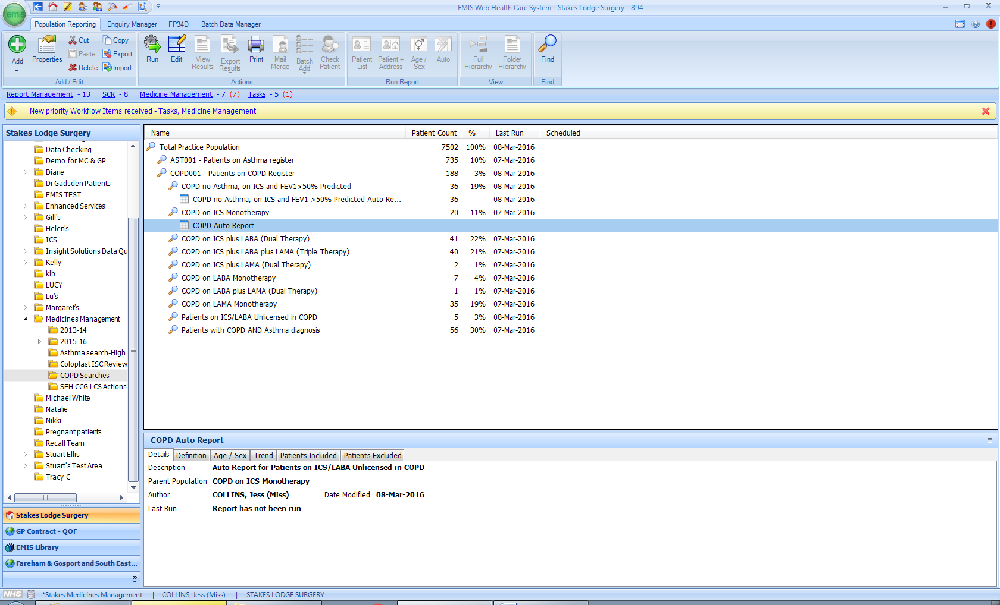 emis
EMIS Web Health Care System - Stakes Lodge Surgery - 894
Population Reporting Enquiry Manager FP34D Batch Data Manager
Add Properties Cut Copy Paste Export Delete Import
Run Edit View Results Export Results Print Mail Merge Batch Add Check Patient
Patient List Patient + Address Age / Sex Auto
Full Hierarchy Folder Hierarchy Find
Add / Edit Actions Run Report View Find
Report Management - 13 SCR - 8 Medicine Management - 7 (7) Tasks - 5 (1)
New priority Workflow Items received - Tasks, Medicine Management
Stakes Lodge Surgery
Data Checking
Demo for MC & GP
Diane
Dr Gadsden Patients
EMIS TEST
Enhanced Services
Gill's
Helen's
ICS
Insight Solutions Data Qu
Kelly
klb
LUCY
Lu's
Margaret's
Medicines Management
2013-14
2015-16
Asthma search-High
Coloplast ISC Review
COPD Searches
SEH CCG LCS Actions
Michael White
Natalie
Nikki
Pregnant patients
Recall Team
Stuart Ellis
Stuart's Test Area
Tracy C
Stakes Lodge Surgery
GP Contract - QOF
EMIS Library
Fareham & Gosport and South East...
Name Patient Count % Last Run Scheduled
Total Practice Population 7502 100% 08-Mar-2016
AST001 - Patients on Asthma register 735 10% 07-Mar-2016
COPD001 - Patients on COPD Register 188 3% 08-Mar-2016
COPD no Asthma, on ICS and FEV1>50% Predicted 36 19% 08-Mar-2016
COPD no Asthma, on ICS and FEV1 >50% Predicted Auto Re... 36 08-Mar-2016
COPD on ICS Monotherapy 20 11% 07-Mar-2016
COPD Auto Report
COPD on ICS plus LABA (Dual Therapy) 41 22% 07-Mar-2016
COPD on ICS plus LABA plus LAMA (Triple Therapy) 40 21% 07-Mar-2016
COPD on ICS plus LAMA (Dual Therapy) 2 1% 07-Mar-2016
COPD on LABA Monotherapy 7 4% 07-Mar-2016
COPD on LABA plus LAMA (Dual Therapy) 1 1% 07-Mar-2016
COPD on LAMA Monotherapy 35 19% 07-Mar-2016
Patients on ICS/LABA Unlicensed in COPD 5 3% 08-Mar-2016
Patients with COPD AND Asthma diagnosis 56 30% 07-Mar-2016
COPD Auto Report
Details Definition Age / Sex Trend Patients Included Patients Excluded
Description Auto Report for Patients on ICS/LABA Unlicensed in COPD
Parent Population COPD on ICS Monotherapy
Author COLLINS, Jess (Miss) Date Modified 08-Mar-2016
Last Run Report has not been run
NHS *Stakes Medicines Management | COLLINS, Jess (Miss) | STAKES LODGE SURGERY